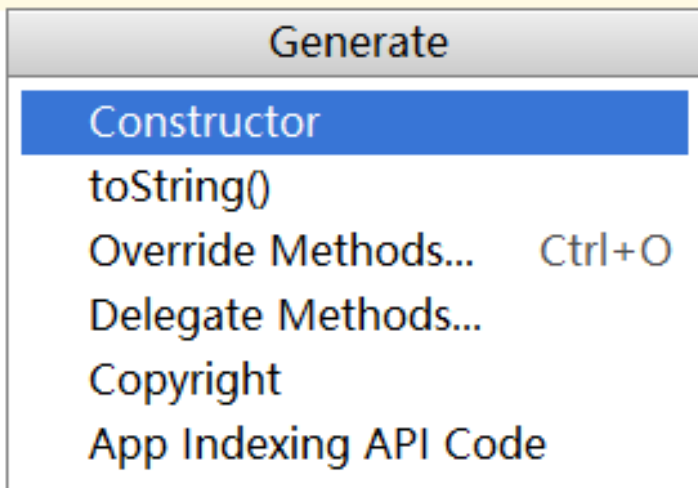 Generate
Constructor
toString()
Override Methods... Ctrl+O
Delegate Methods...
Copyright
App Indexing API Code